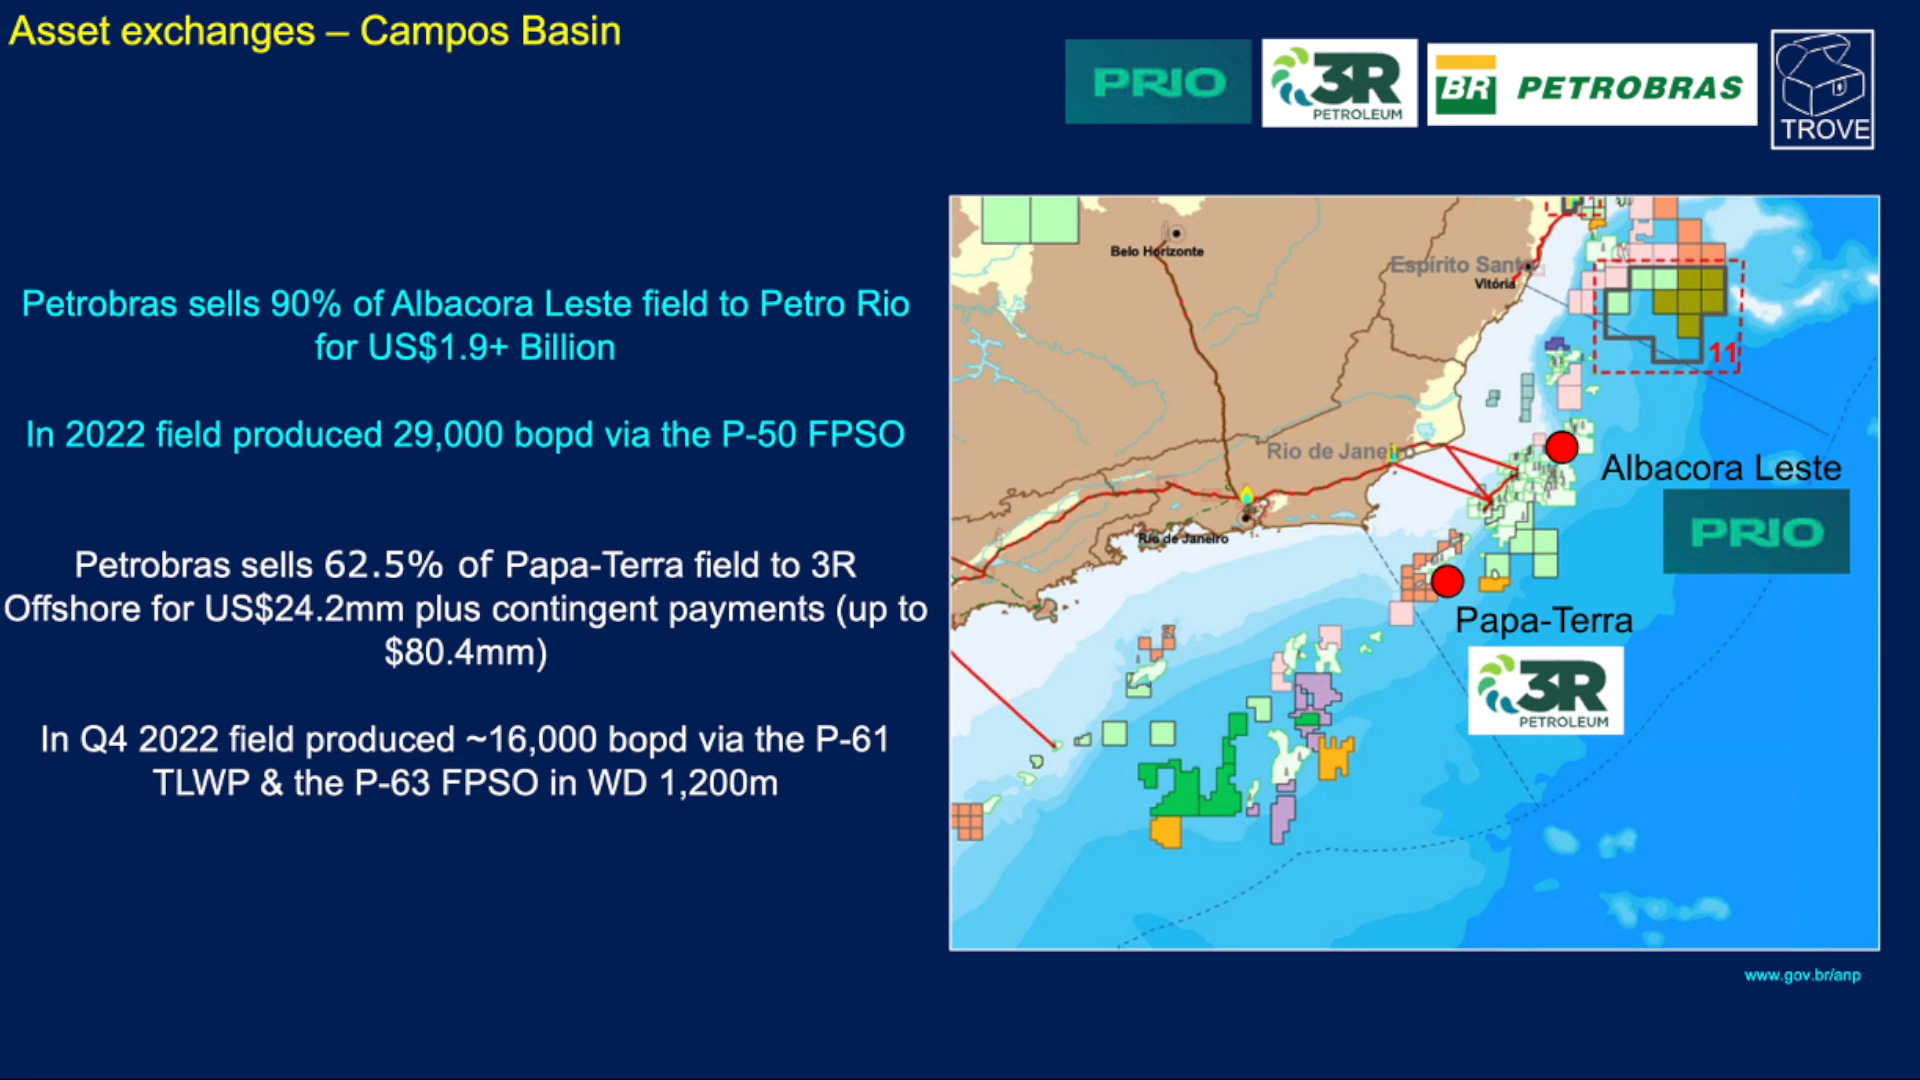 Asset exchanges – Campos Basin
PRIO
3R
PETROLEUM
BR PETROBRAS
TROVE
Petrobras sells 90% of Albacora Leste field to Petro Rio
for US$1.9+ Billion
In 2022 field produced 29,000 bopd via the P-50 FPSO
Petrobras sells 62.5% of Papa-Terra field to 3R
Offshore for US$24.2mm plus contingent payments (up to
$80.4mm)
In Q4 2022 field produced ~16,000 bopd via the P-61
TLWP & the P-63 FPSO in WD 1,200m
Belo Horizonte
Espírito Santo
Vitória
11
Rio de Janeiro
Albacora Leste
PRIO
Rio de Janeiro
Papa-Terra
3R
PETROLEUM
www.gov.br/anp